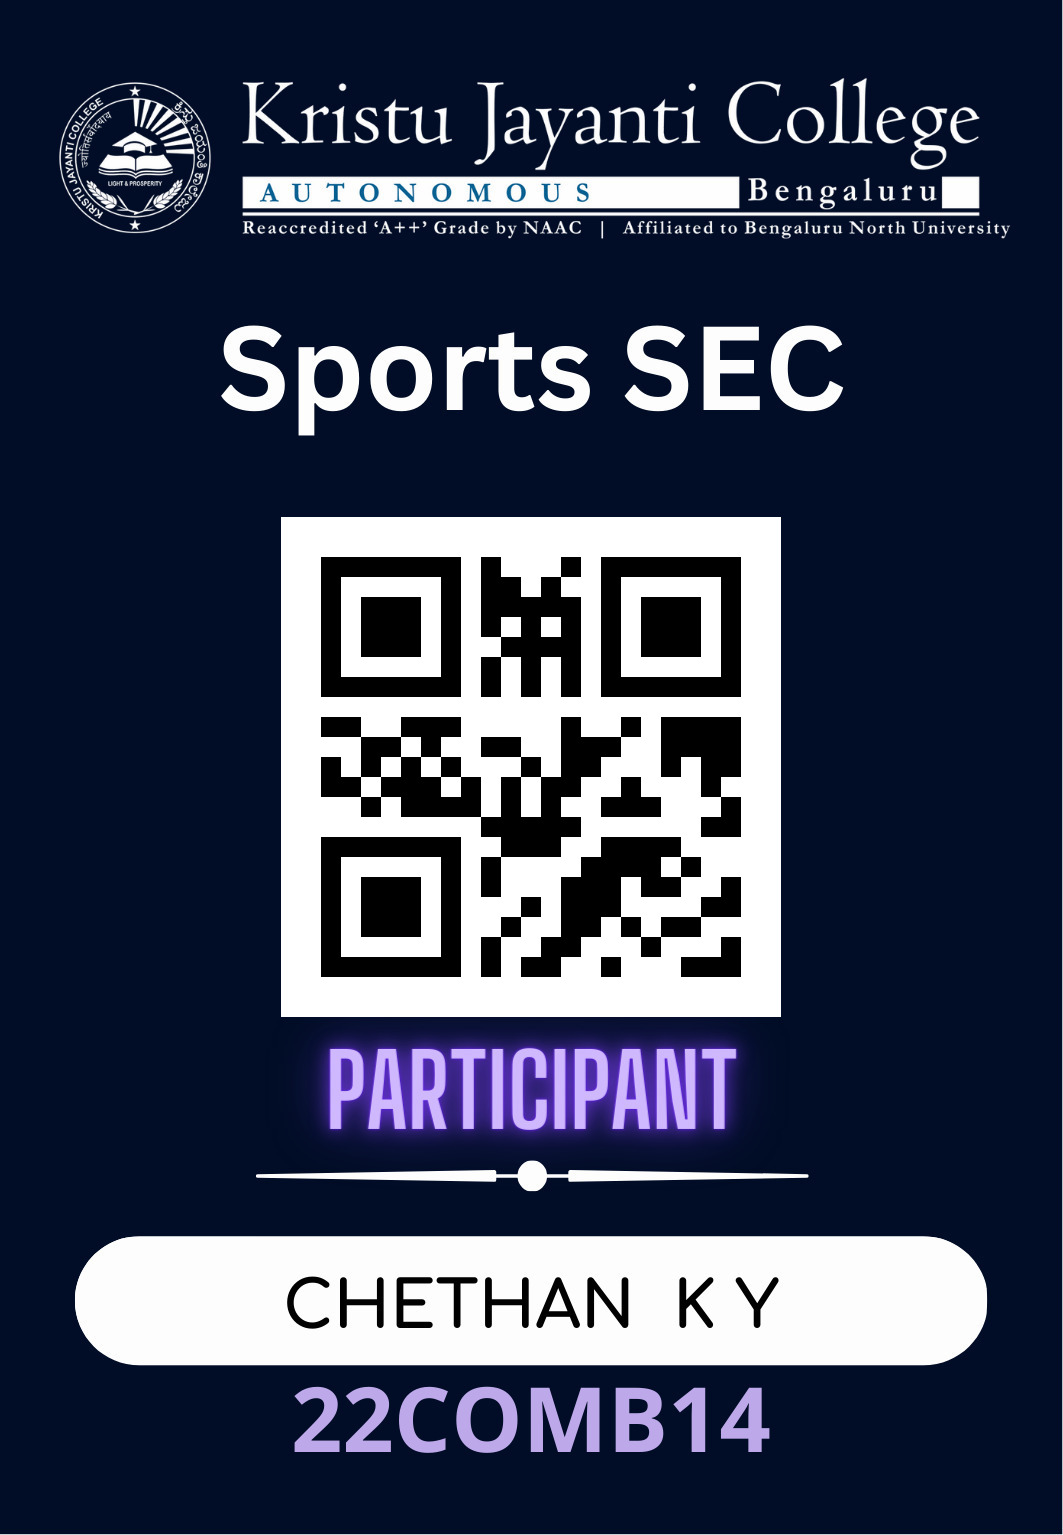 KRISTU JAYANTI COLLEGE
ಕ್ರಿಸ್ತು ಜಯಂತಿ ಕಾಲೇಜು
LIGHT & PROSPERITY
Kristu Jayanti College
AUTONOMOUS Bengaluru
Reaccredited ‘A++’ Grade by NAAC | Affiliated to Bengaluru North University
Sports SEC
PARTICIPANT
CHETHAN K Y
22COMB14